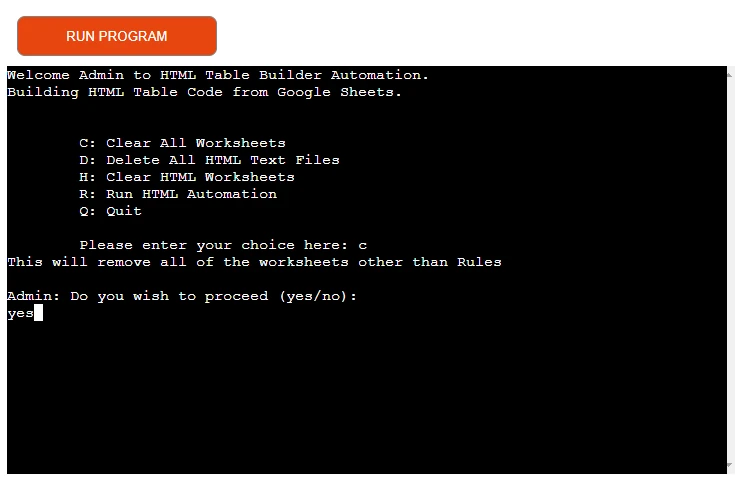 RUN PROGRAM
Welcome Admin to HTML Table Builder Automation.
Building HTML Table Code from Google Sheets.
C: Clear All Worksheets
D: Delete All HTML Text Files
H: Clear HTML Worksheets
R: Run HTML Automation
Q: Quit
Please enter your choice here: c
This will remove all of the worksheets other than Rules
Admin: Do you wish to proceed (yes/no):
yes